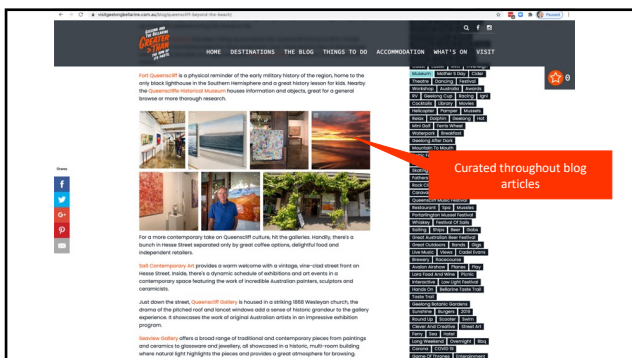 visitgeelongbellarine.com.au/blog/queenscliff-beyond-the-beach/
Paused
GREATER
THAN
HOME DESTINATIONS THE BLOG THINGS TO DO ACCOMMODATION WHAT'S ON VISIT
0
Fort Queenscliff is a physical reminder of the early military history of the region, home to the
only black lighthouse in the Southern Hemisphere and a great history lesson for kids. Nearby
the Queenscliffe Historical Museum houses information and objects, great for a general
browse or more thorough research.
Shares
For a more contemporary take on Queenscliff culture, hit the galleries. Handily, there's a
bunch in Hesse Street separated only by great coffee options, delightful food and
independent retailers.
Salt Contemporary Art provides a warm welcome with a vintage, vine-clad street front on
Hesse Street. Inside, there's a dynamic schedule of exhibitions and art events in a
contemporary space featuring the work of incredible Australian painters, sculptors and
ceramicists.
Just down the street, Queenscliff Gallery is housed in a striking 1868 Wesleyan church, the
drama of the pitched roof and lancet windows add a sense of historic grandeur to the gallery
experience. It showcases the work of original Australian artists in an impressive exhibition
program.
Seaview Gallery offers a broad range of traditional and contemporary pieces from paintings
and ceramics to glassware and jewellery, all showcased in a historic, multi-room building
where natural light highlights the pieces and provides a great atmosphere for browsing.
Museum Mother'S Day Cider
Theatre Dancing Festival
Workshop Australia Awards
RV Geelong Cup Racing Igni
Cocktails Library Movies
Helicopter Pamper Mussels
Relax Dolphin Geelong Hot
Mini Golf Ferris Wheel
Waterpark Breakfast
Geelong After Dark
Mountain To Mouth
Skating
Fathers
Rock Cl
Carava
Queenscliff Music Festival
Restaurant Spa Mussles
Portarlington Mussel Festival
Whiskey Festival Of Sails
Sailing Ships Beer Gabs
Great Australian Beer Festival
Great Outdoors Bands Gigs
Live Music Views Cadel Evans
Brewery Racecourse
Avalon Airshow Planes Play
Lara Food And Wine Picnic
Interactive Low Light Festival
Hands On Bellarine Taste Trail
Taste Trail
Geelong Botanic Gardens
Sunshine Burgers 2019
Round Up Scooter Swim
Clever And Creative Street Art
Ferry Sea Hotel
Long Weekend Overnight Bbq
Corona COVID 19
Game Of Thrones Entertainment
Curated throughout blog
articles